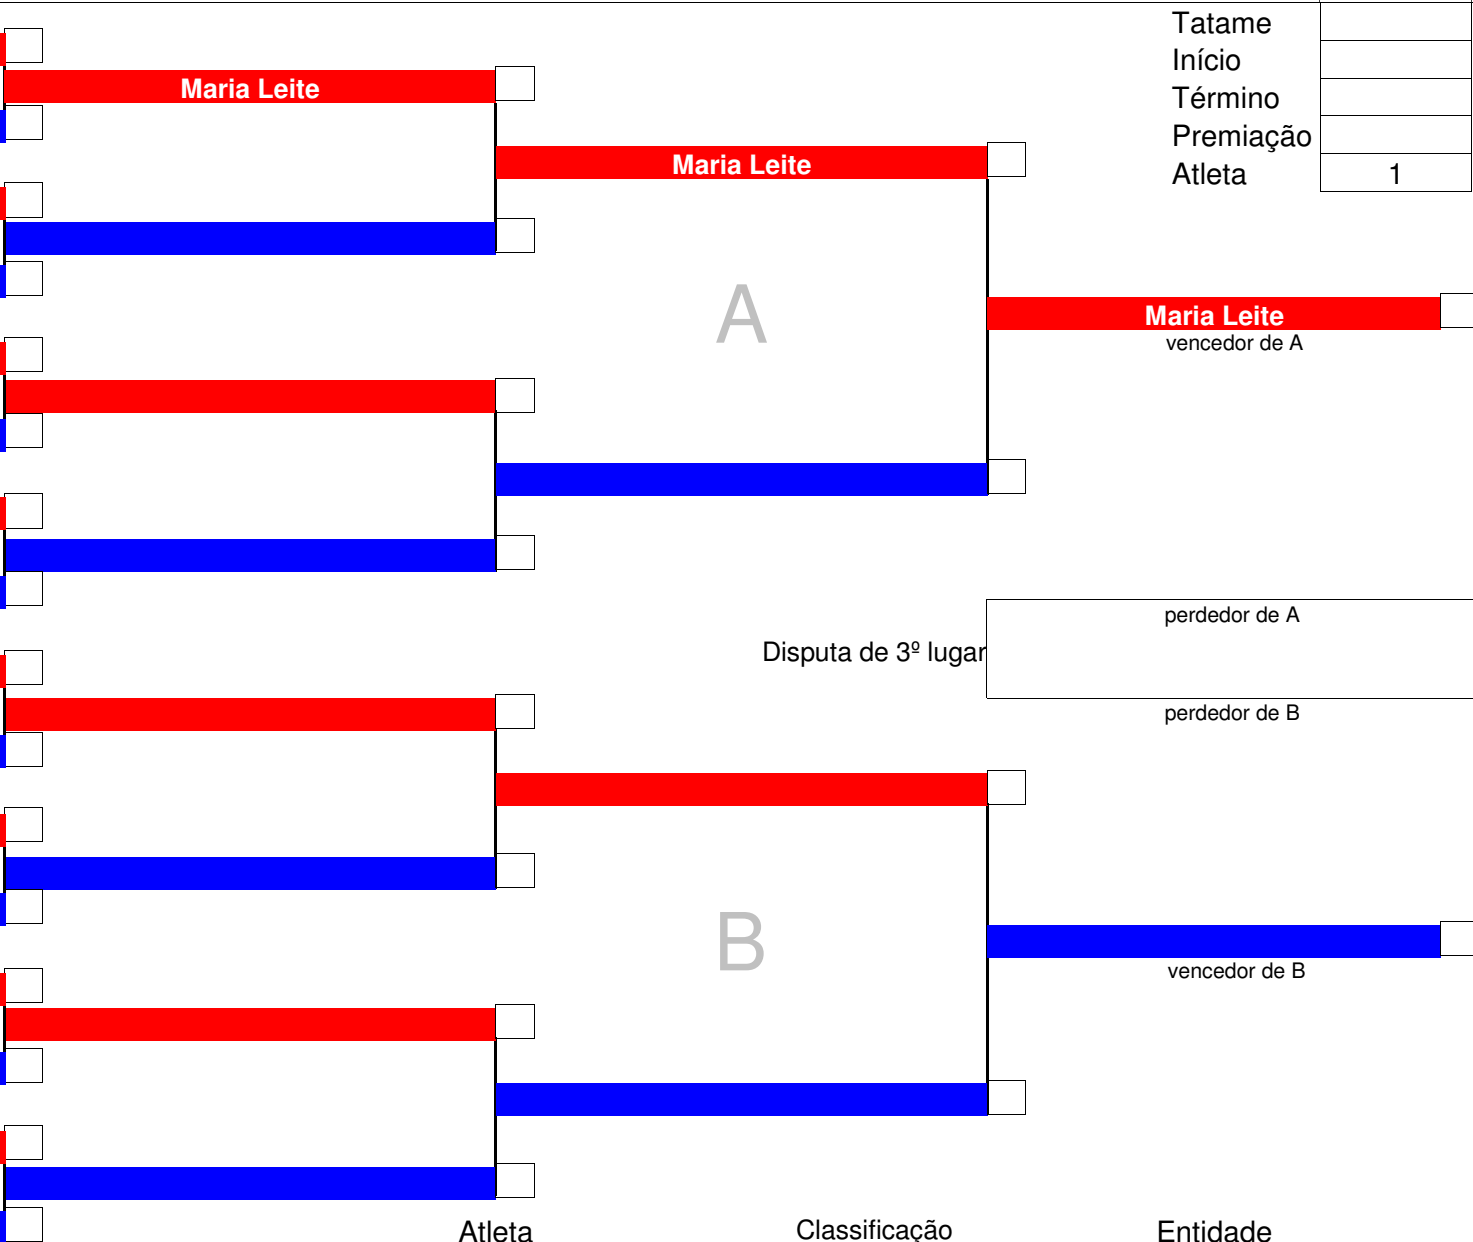 Tatame
Início
Término
Premiação
Atleta 1
Maria Leite
Maria Leite
A
Maria Leite
vencedor de A
perdedor de A
Disputa de 3º lugar
perdedor de B
B
vencedor de B
Atleta Classificação Entidade